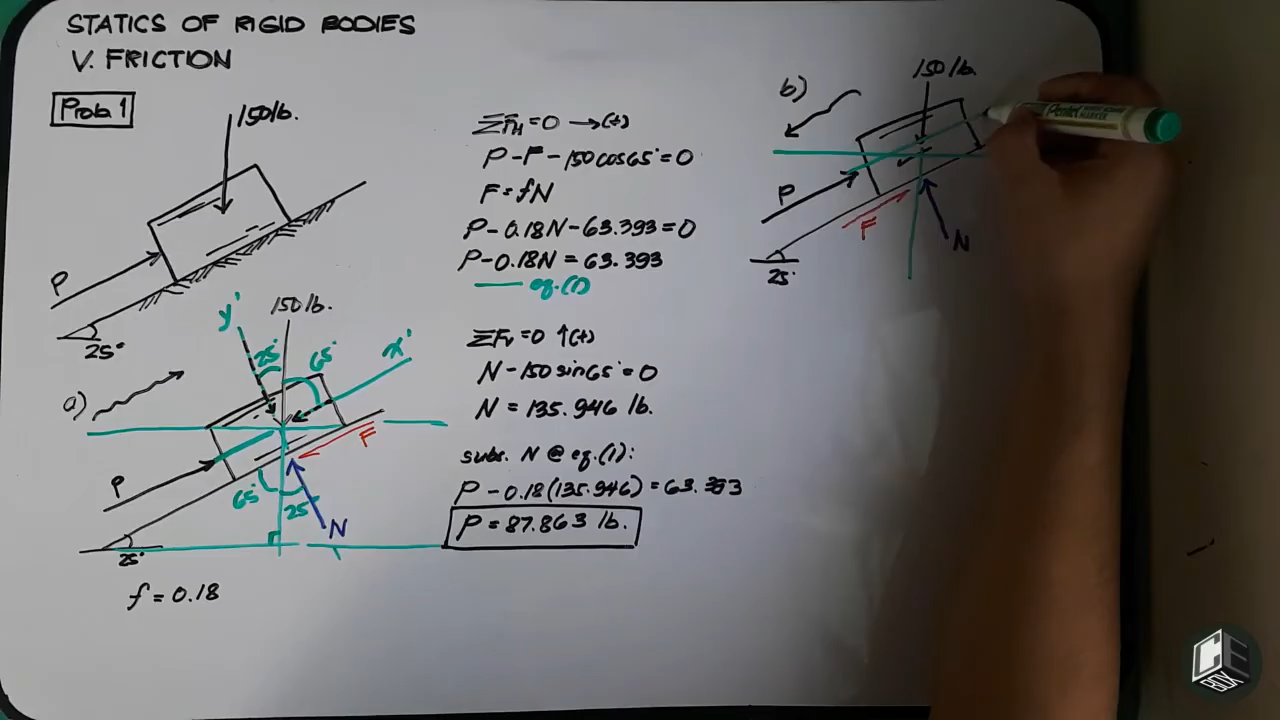 STATICS OF RIGID BODIES
V. FRICTION
Prob. 1
150 lb.
P
25°
a)
y'
150 lb.
25°
65°
x'
F
P
65°
25°
N
25°
f = 0.18
ΣFH = 0 → (+)
P - F - 150 cos 65° = 0
F = fN
P - 0.18N - 63.393 = 0
P - 0.18N = 63.393
eq. (1)
ΣFV = 0 ↑ (+)
N - 150 sin 65° = 0
N = 135.946 lb.
subs. N @ eq. (1):
P - 0.18 (135.946) = 63.393
P = 87.863 lb.
b)
150 lb.
P
F
N
25°
CE
BOX